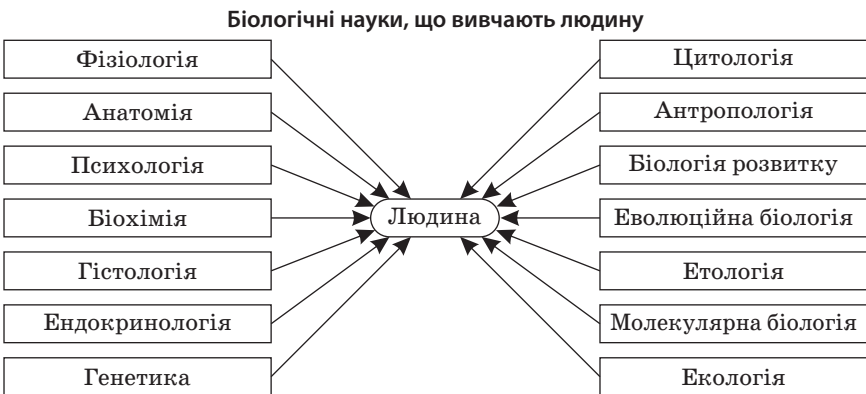 Біологічні науки, що вивчають людину
Фізіологія
Анатомія
Психологія
Біохімія
Гістологія
Ендокринологія
Генетика
Людина
Цитологія
Антропологія
Біологія розвитку
Еволюційна біологія
Етологія
Молекулярна біологія
Екологія